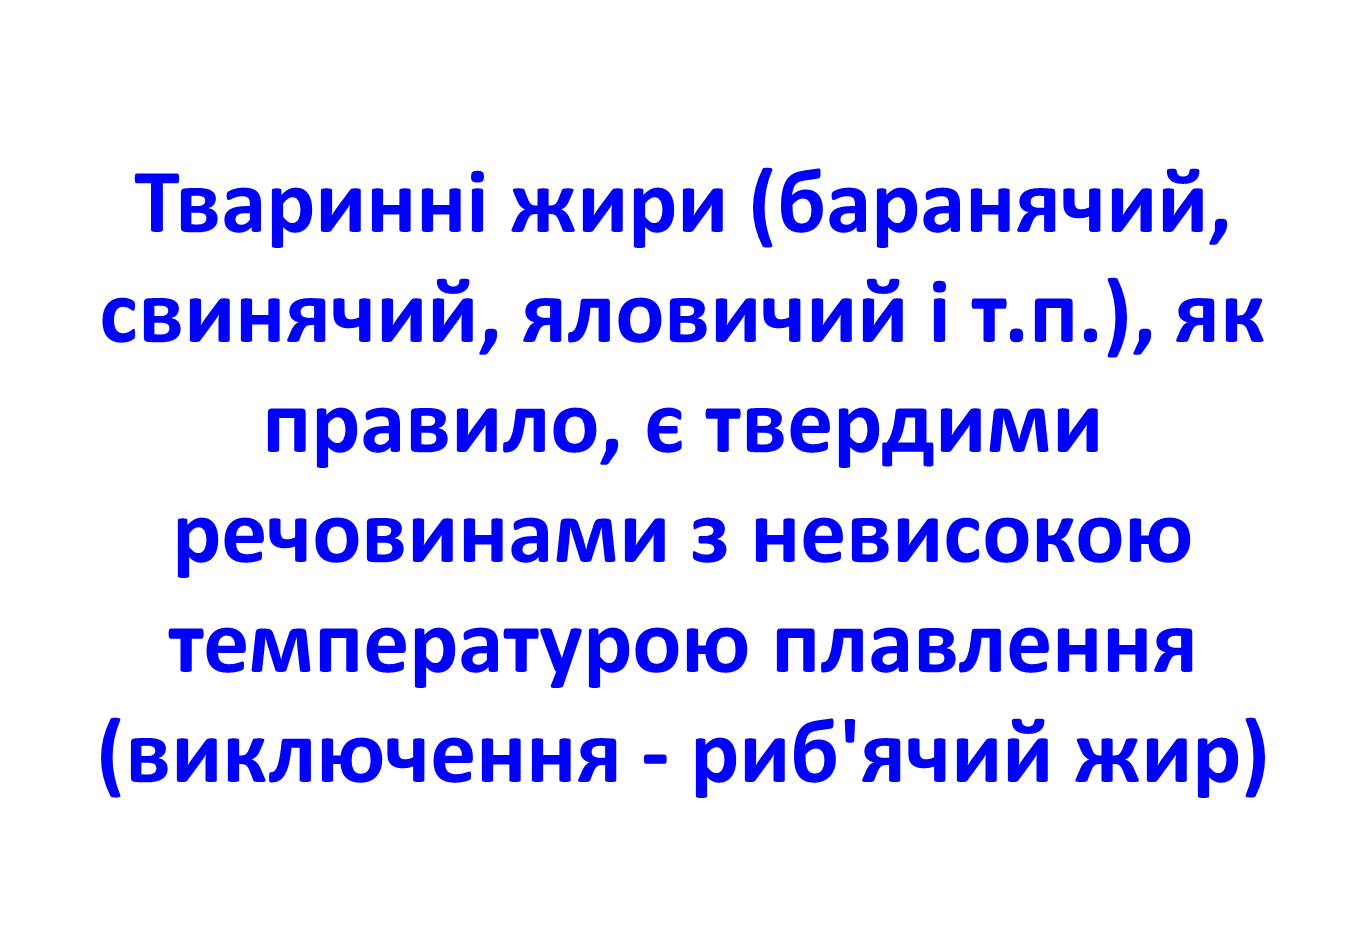 Тваринні жири (баранячий,
свинячий, яловичий і т.п.), як
правило, є твердими
речовинами з невисокою
температурою плавлення
(виключення - риб'ячий жир)